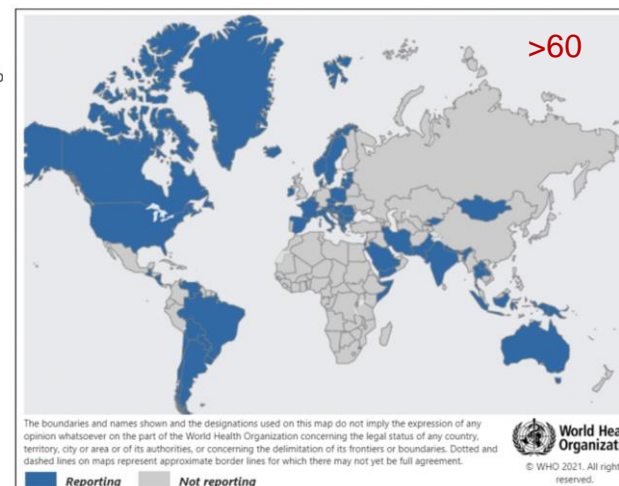 >60
The boundaries and names shown and the designations used on this map do not imply the expression of any
opinion whatsoever on the part of the World Health Organization concerning the legal status of any country,
territory, city or area or of its authorities, or concerning the delimitation of its frontiers or boundaries. Dotted and
dashed lines on maps represent approximate border lines for which there may not yet be full agreement.
World Hea
Organizat
© WHO 2021. All right
reserved.
Reporting
Not reporting